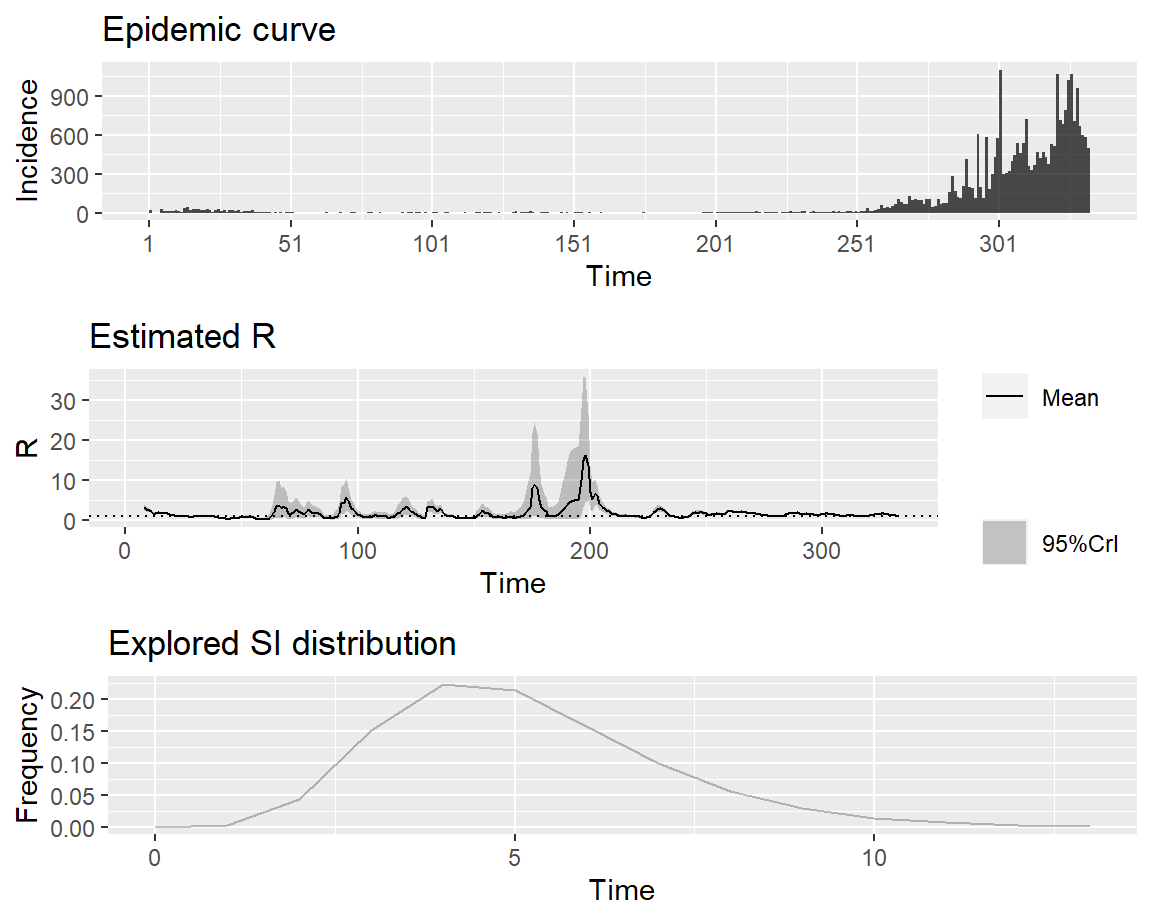 Epidemic curve
Incidence
900
600
300
0
1 51 101 151 201 251 301
Time
Estimated R
R
30
20
10
0
0 100 200 300
Time
Mean
95%CrI
Explored SI distribution
Frequency
0.20
0.15
0.10
0.05
0.00
0 5 10
Time